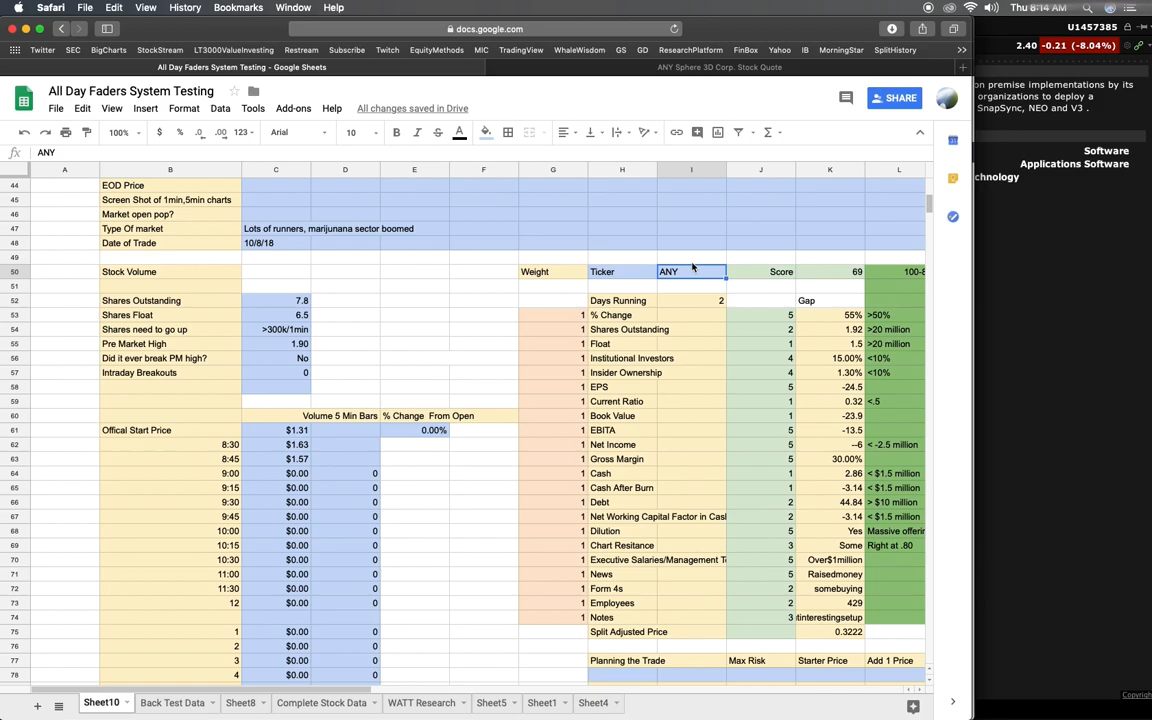 Safari File Edit View History Bookmarks Window Help Thu 8:14 AM
docs.google.com
Twitter SEC BigCharts StockStream LT3000ValueInvesting Restream Subscribe Twitch EquityMethods MIC TradingView WhaleWisdom GS GD ResearchPlatform FinBox Yahoo IB MorningStar SplitHistory
All Day Faders System Testing - Google Sheets ANY Sphere 3D Corp. Stock Quote
All Day Faders System Testing
File Edit View Insert Format Data Tools Add-ons Help All changes saved in Drive
SHARE
100% $ % .0 .00 123 Arial 10 B I S A
fx ANY
A B C D E F G H I J K L
44 EOD Price
45 Screen Shot of 1min,5min charts
46 Market open pop?
47 Type Of market Lots of runners, marijunana sector boomed
48 Date of Trade 10/8/18
49
50 Stock Volume Weight Ticker ANY Score 69 100-8
51
52 Shares Outstanding 7.8 Days Running 2 Gap
53 Shares Float 6.5 1 % Change 5 55% >50%
54 Shares need to go up >300k/1min 1 Shares Outstanding 2 1.92 >20 million
55 Pre Market High 1.90 1 Float 1 1.5 >20 million
56 Did it ever break PM high? No 1 Institutional Investors 4 15.00% <10%
57 Intraday Breakouts 0 1 Insider Ownership 4 1.30% <10%
58 1 EPS 5 -24.5
59 1 Current Ratio 1 0.32 <.5
60 Volume 5 Min Bars % Change From Open 1 Book Value 1 -23.9
61 Offical Start Price $1.31 0.00% 1 EBITA 5 -13.5
62 8:30 $1.63 1 Net Income 5 --6 < -2.5 million
63 8:45 $1.57 1 Gross Margin 5 30.00%
64 9:00 $0.00 0 1 Cash 1 2.86 < $1.5 million
65 9:15 $0.00 0 1 Cash After Burn 1 -3.14 < $1.5 million
66 9:30 $0.00 0 1 Debt 2 44.84 > $10 million
67 9:45 $0.00 0 1 Net Working Capital Factor in Casl 2 -3.14 < $1.5 million
68 10:00 $0.00 0 1 Dilution 5 Yes Massive offerin
69 10:15 $0.00 0 1 Chart Resitance 3 Some Right at .80
70 10:30 $0.00 0 1 Executive Salaries/Management T 5 Over$1million
71 11:00 $0.00 0 1 News 5 Raisedmoney
72 11:30 $0.00 0 1 Form 4s 2 somebuying
73 12 $0.00 0 1 Employees 2 429
74 1 Notes 3 tinterestingsetup
75 1 $0.00 0 Split Adjusted Price 0.3222
76 2 $0.00 0
77 3 $0.00 0 Planning the Trade Max Risk Starter Price Add 1 Price
78 4 $0.00 0
Sheet10 Back Test Data Sheet8 Complete Stock Data WATT Research Sheet5 Sheet1 Sheet4
U1457385
2.40 -0.21 (-8.04%)
on premise implementations by its
organizations to deploy a
SnapSync, NEO and V3 .
Software
Applications Software
chnology
Copyrigh